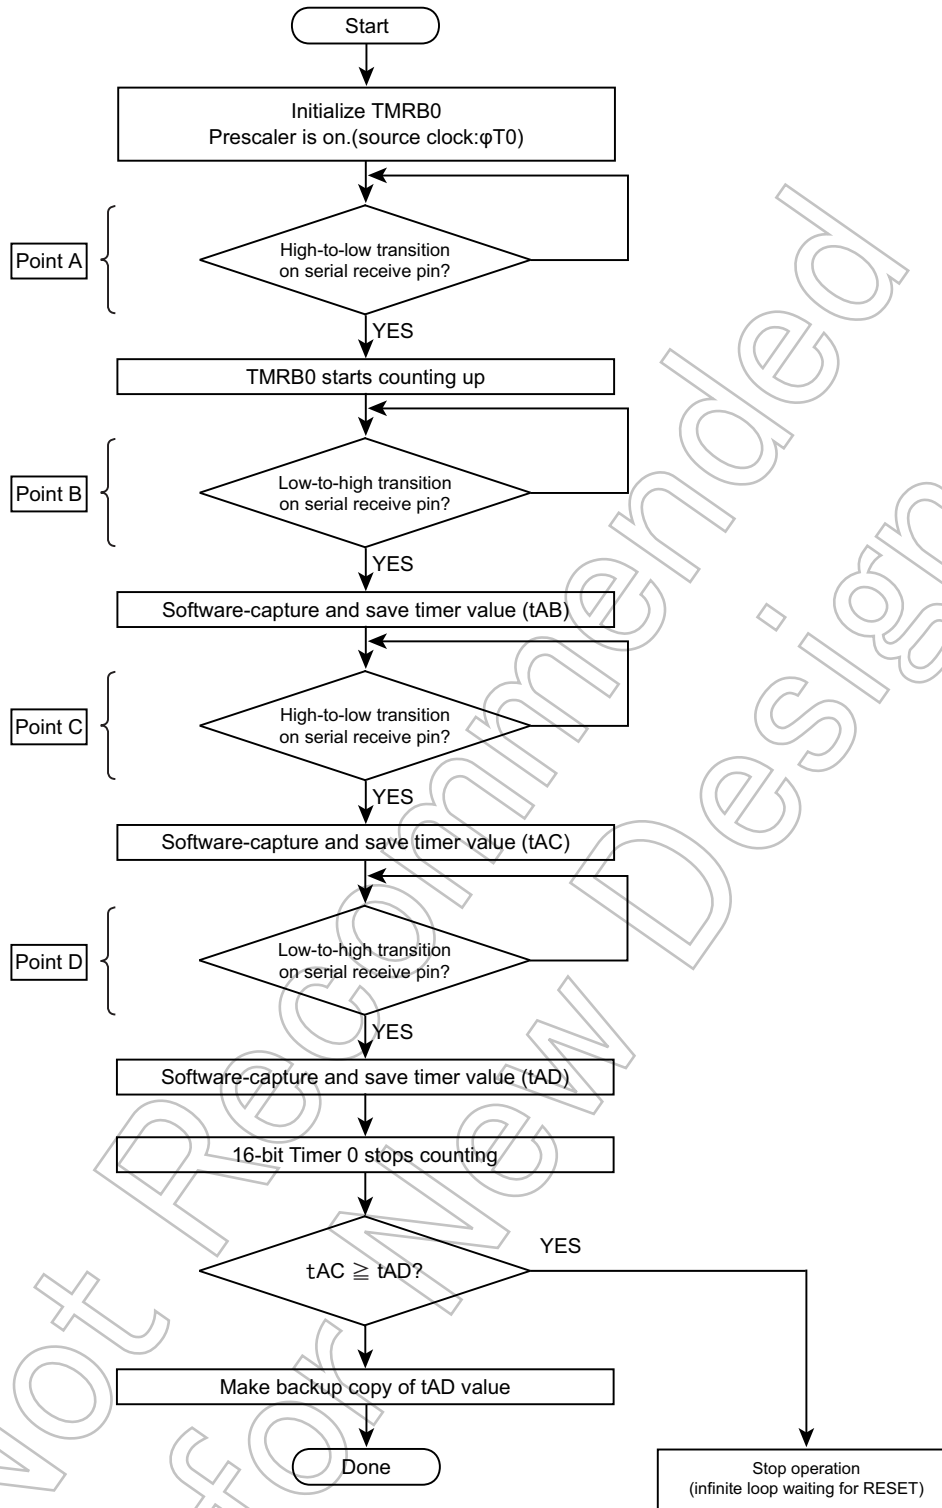 Start
Initialize TMRB0
Prescaler is on.(source clock:φT0)
Point A
High-to-low transition
on serial receive pin?
YES
TMRB0 starts counting up
Point B
Low-to-high transition
on serial receive pin?
YES
Software-capture and save timer value (tAB)
Point C
High-to-low transition
on serial receive pin?
YES
Software-capture and save timer value (tAC)
Point D
Low-to-high transition
on serial receive pin?
YES
Software-capture and save timer value (tAD)
16-bit Timer 0 stops counting
tAC ≧ tAD?
YES
Make backup copy of tAD value
Done
Stop operation
(infinite loop waiting for RESET)
Not Recommended
for New Design